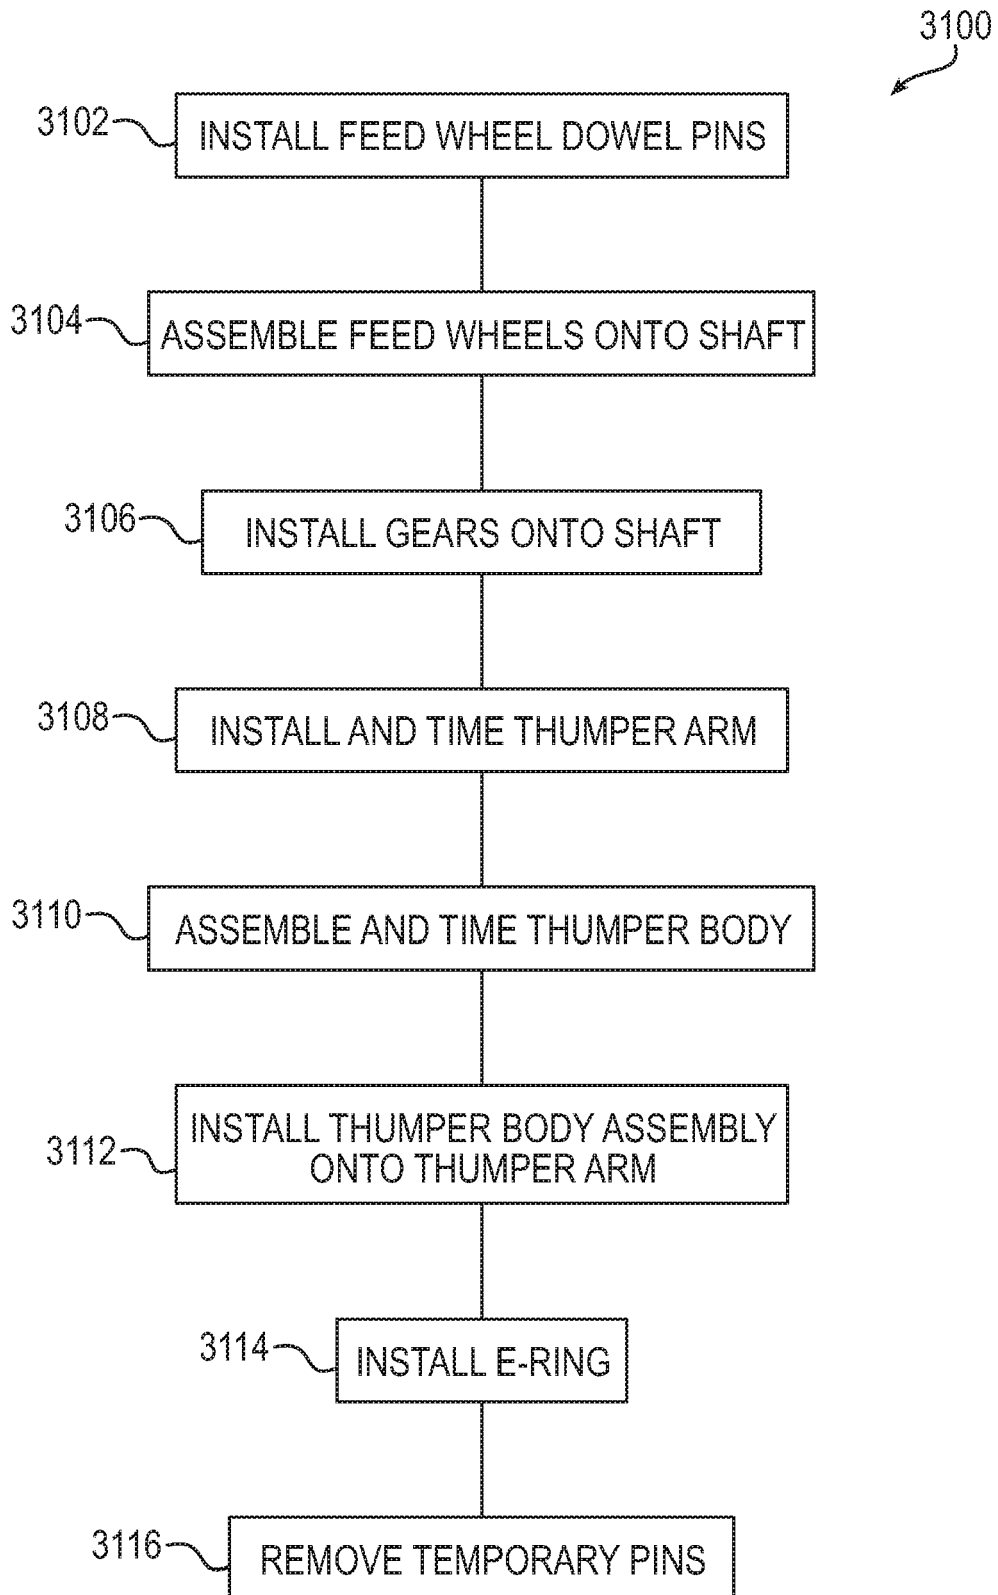 3100
3102
INSTALL FEED WHEEL DOWEL PINS
3104
ASSEMBLE FEED WHEELS ONTO SHAFT
3106
INSTALL GEARS ONTO SHAFT
3108
INSTALL AND TIME THUMPER ARM
3110
ASSEMBLE AND TIME THUMPER BODY
3112
INSTALL THUMPER BODY ASSEMBLY
ONTO THUMPER ARM
3114
INSTALL E-RING
3116
REMOVE TEMPORARY PINS